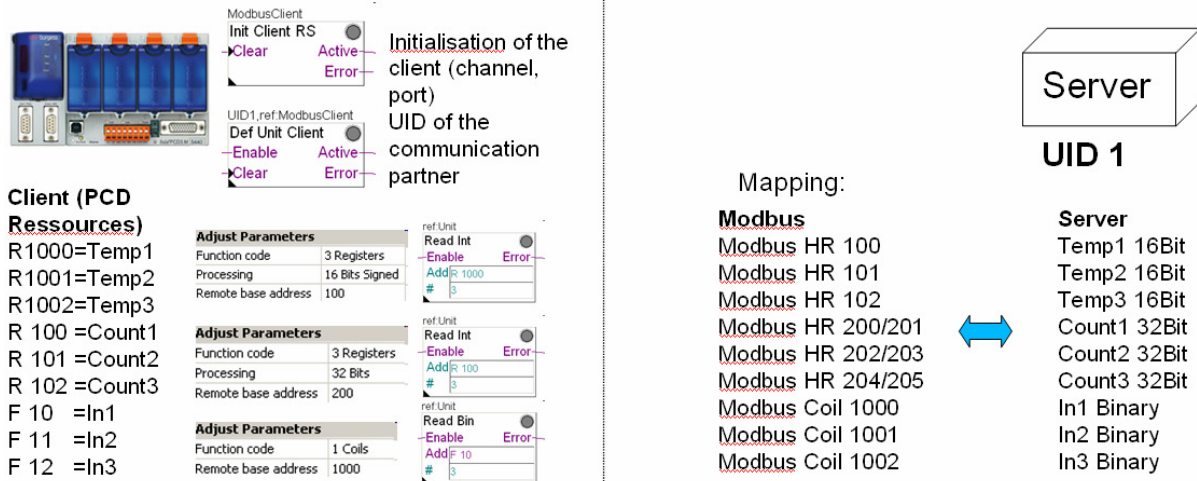 ModbusClient
Init Client RS
Clear Active
Error
Initialisation of the
client (channel,
port)
UID of the
communication
partner
UID1,ref:ModbusClient
Def Unit Client
Enable Active
Clear Error
Client (PCD
Ressources)
R1000=Temp1
R1001=Temp2
R1002=Temp3
R 100 =Count1
R 101 =Count2
R 102 =Count3
F 10 =In1
F 11 =In2
F 12 =In3
Adjust Parameters
Function code 3 Registers
Processing 16 Bits Signed
Remote base address 100
ref:Unit
Read Int
Enable Error
Add R 1000
# 3
Adjust Parameters
Function code 3 Registers
Processing 32 Bits
Remote base address 200
ref:Unit
Read Int
Enable Error
Add R 100
# 3
Adjust Parameters
Function code 1 Coils
Remote base address 1000
ref:Unit
Read Bin
Enable Error
Add F 10
# 3
Server
UID 1
Mapping:
Modbus Server
Modbus HR 100 Temp1 16Bit
Modbus HR 101 Temp2 16Bit
Modbus HR 102 Temp3 16Bit
Modbus HR 200/201 Count1 32Bit
Modbus HR 202/203 Count2 32Bit
Modbus HR 204/205 Count3 32Bit
Modbus Coil 1000 In1 Binary
Modbus Coil 1001 In2 Binary
Modbus Coil 1002 In3 Binary